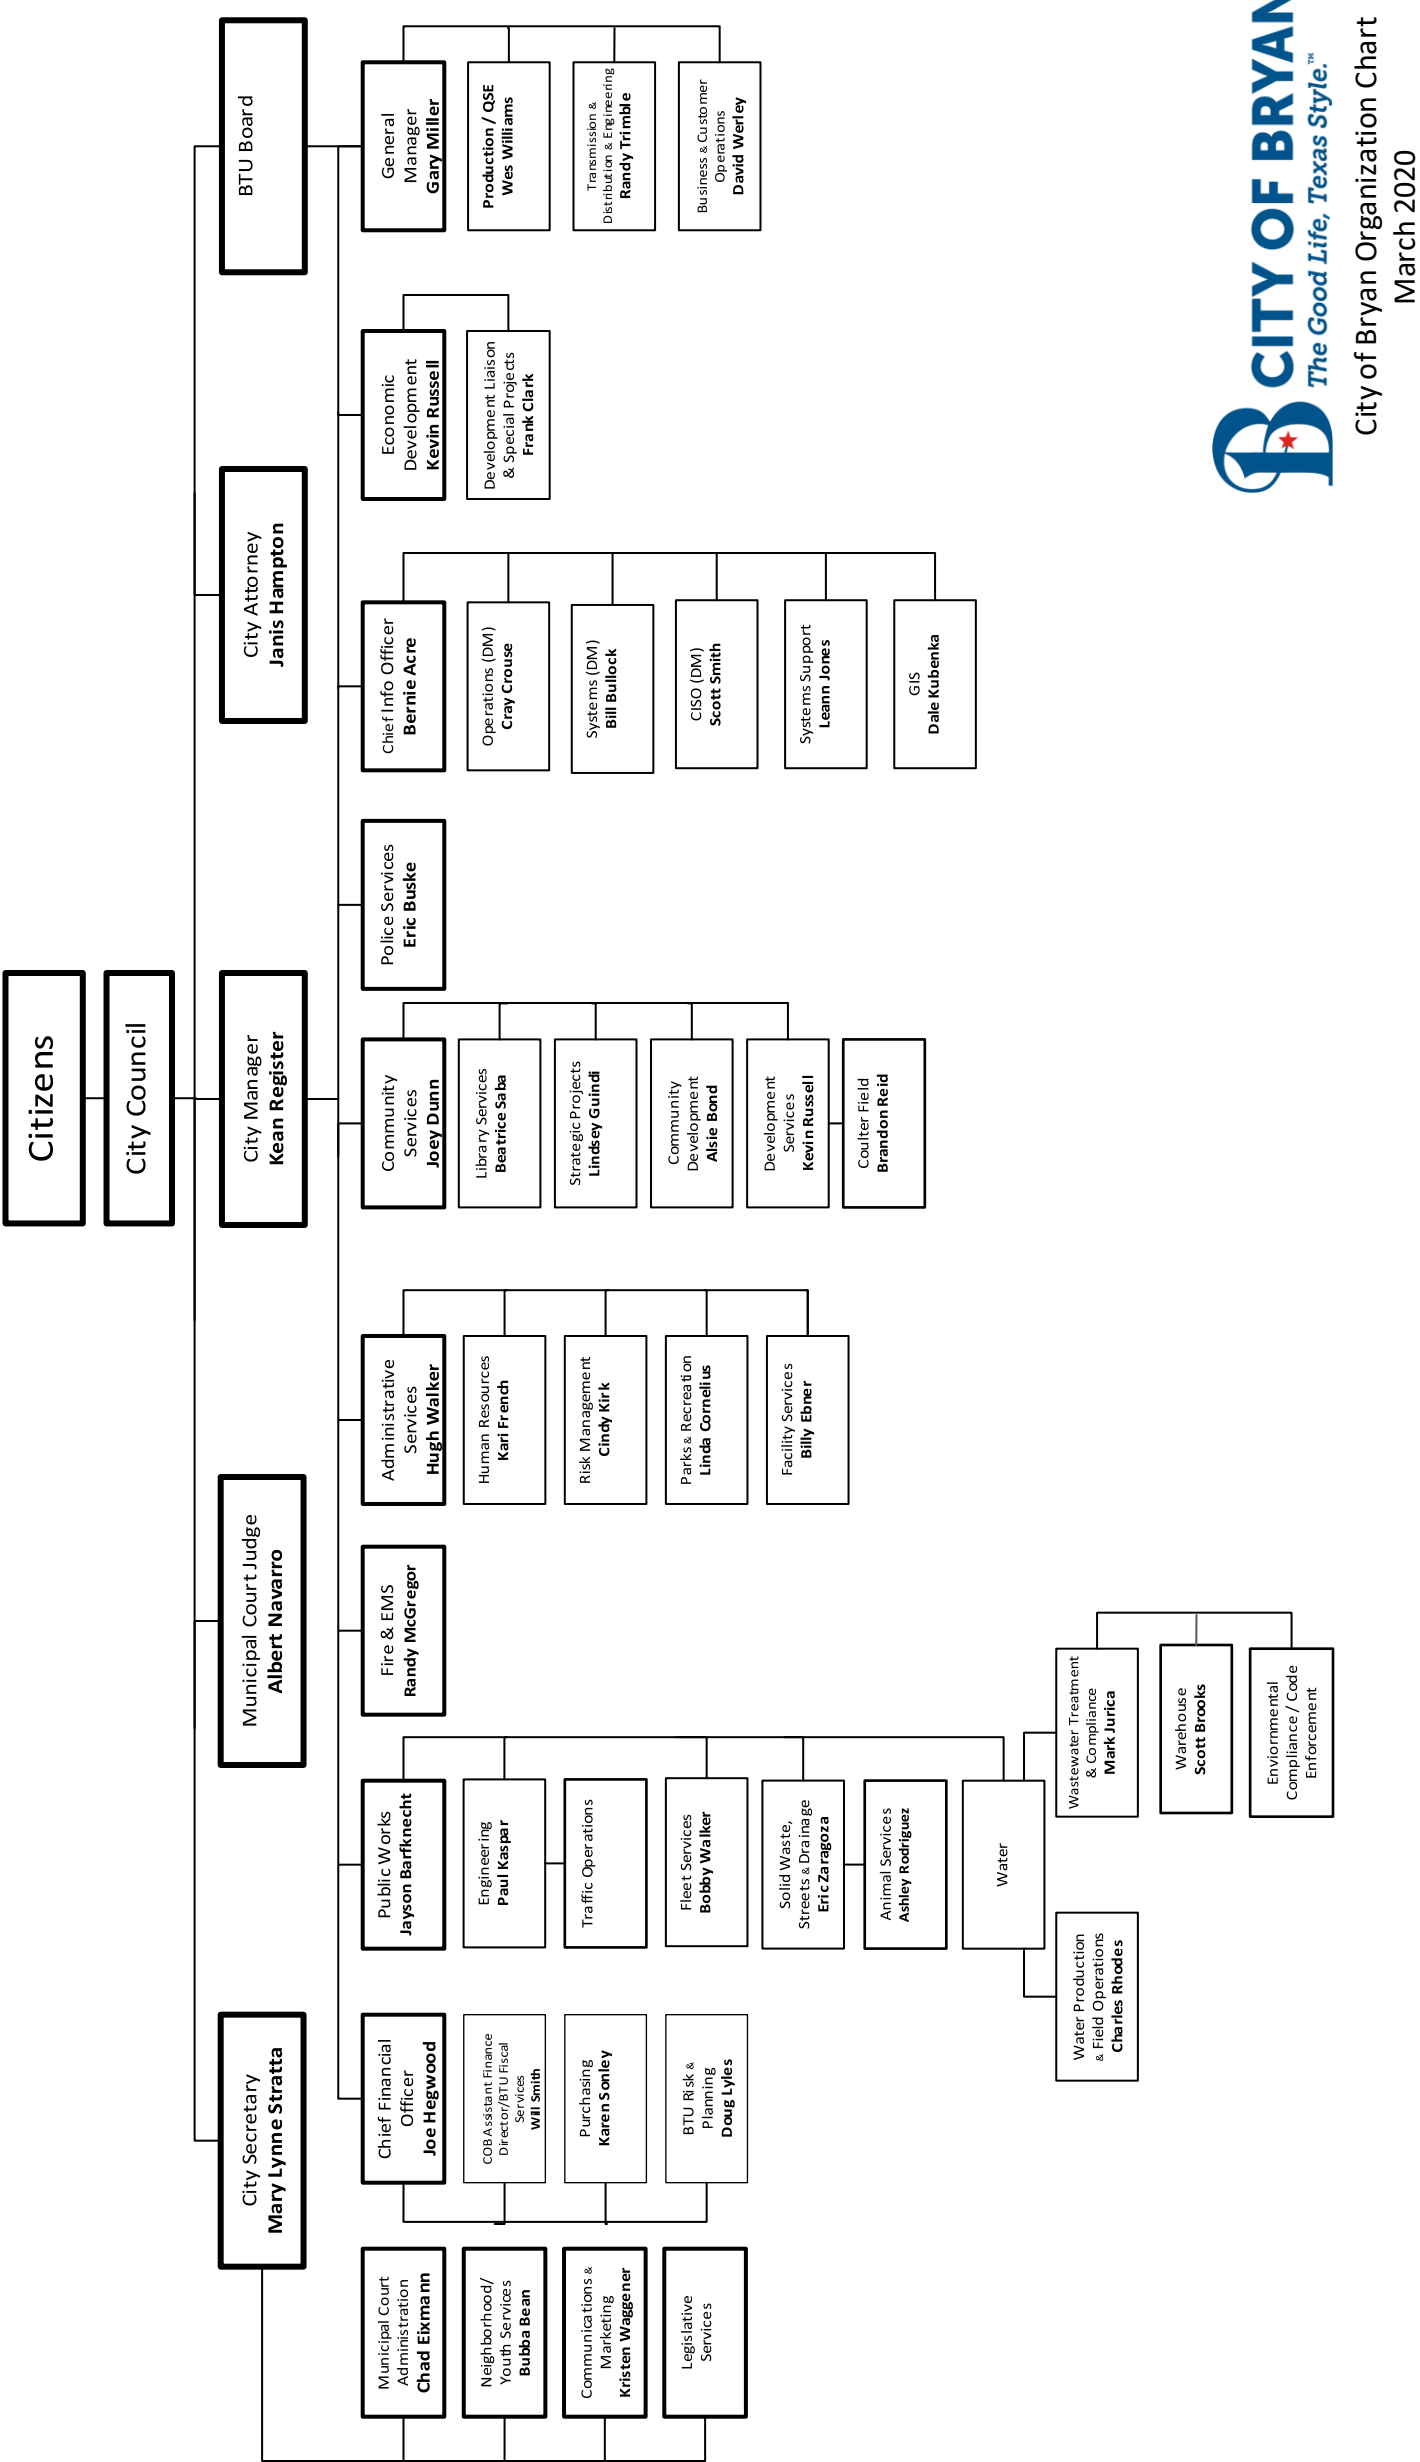 Citizens
City Council
City Secretary
Mary Lynne Stratta
Municipal Court Judge
Albert Navarro
City Manager
Kean Register
City Attorney
Janis Hampton
BTU Board
Municipal Court
Administration
Chad Eixmann
Neighborhood/
Youth Services
Bubba Bean
Communications &
Marketing
Kristen Waggener
Legislative
Services
Chief Financial
Officer
Joe Hegwood
COB Assistant Finance
Director/BTU Fiscal
Services
Will Smith
Purchasing
Karen Sonley
BTU Risk &
Planning
Doug Lyles
Public Works
Jayson Barfknecht
Engineering
Paul Kaspar
Traffic Operations
Fleet Services
Bobby Walker
Solid Waste,
Streets & Drainage
Eric Zaragoza
Animal Services
Ashley Rodriguez
Water
Water Production
& Field Operations
Charles Rhodes
Wastewater Treatment
& Compliance
Mark Jurica
Warehouse
Scott Brooks
Enviornmental
Compliance / Code
Enforcement
Fire & EMS
Randy McGregor
Administrative
Services
Hugh Walker
Human Resources
Kari French
Risk Management
Cindy Kirk
Parks & Recreation
Linda Cornelius
Facility Services
Billy Ebner
Community
Services
Joey Dunn
Library Services
Beatrice Saba
Strategic Projects
Lindsey Guindi
Community
Development
Alsie Bond
Development
Services
Kevin Russell
Coulter Field
Brandon Reid
Police Services
Eric Buske
Chief Info Officer
Bernie Acre
Operations (DM)
Cray Crouse
Systems (DM)
Bill Bullock
CISO (DM)
Scott Smith
Systems Support
Leann Jones
GIS
Dale Kubenka
Economic
Development
Kevin Russell
Development Liaison
& Special Projects
Frank Clark
General
Manager
Gary Miller
Production / QSE
Wes Williams
Transmission &
Distribution & Engineering
Randy Trimble
Business & Customer
Operations
David Werley
B CITY OF BRYAN
The Good Life, Texas Style.™
City of Bryan Organization Chart
March 2020